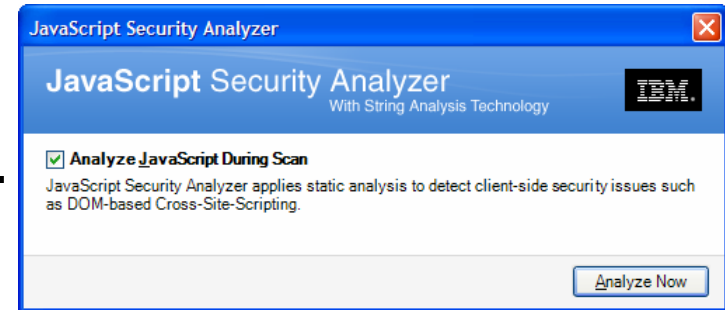 JavaScript Security Analyzer
JavaScript Security Analyzer
With String Analysis Technology
IBM.
Analyze JavaScript During Scan
JavaScript Security Analyzer applies static analysis to detect client-side security issues such
as DOM-based Cross-Site-Scripting.
Analyze Now